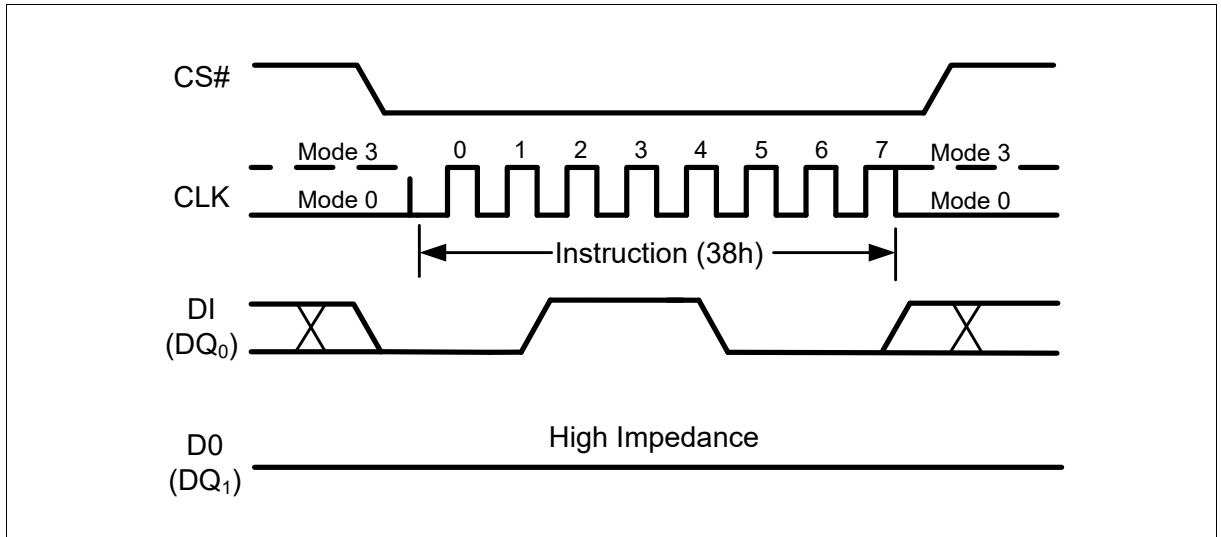 CS#
Mode 3 0 1 2 3 4 5 6 7 Mode 3
CLK
Mode 0 Mode 0
Instruction (38h)
DI
(DQ₀)
High Impedance
D0
(DQ₁)